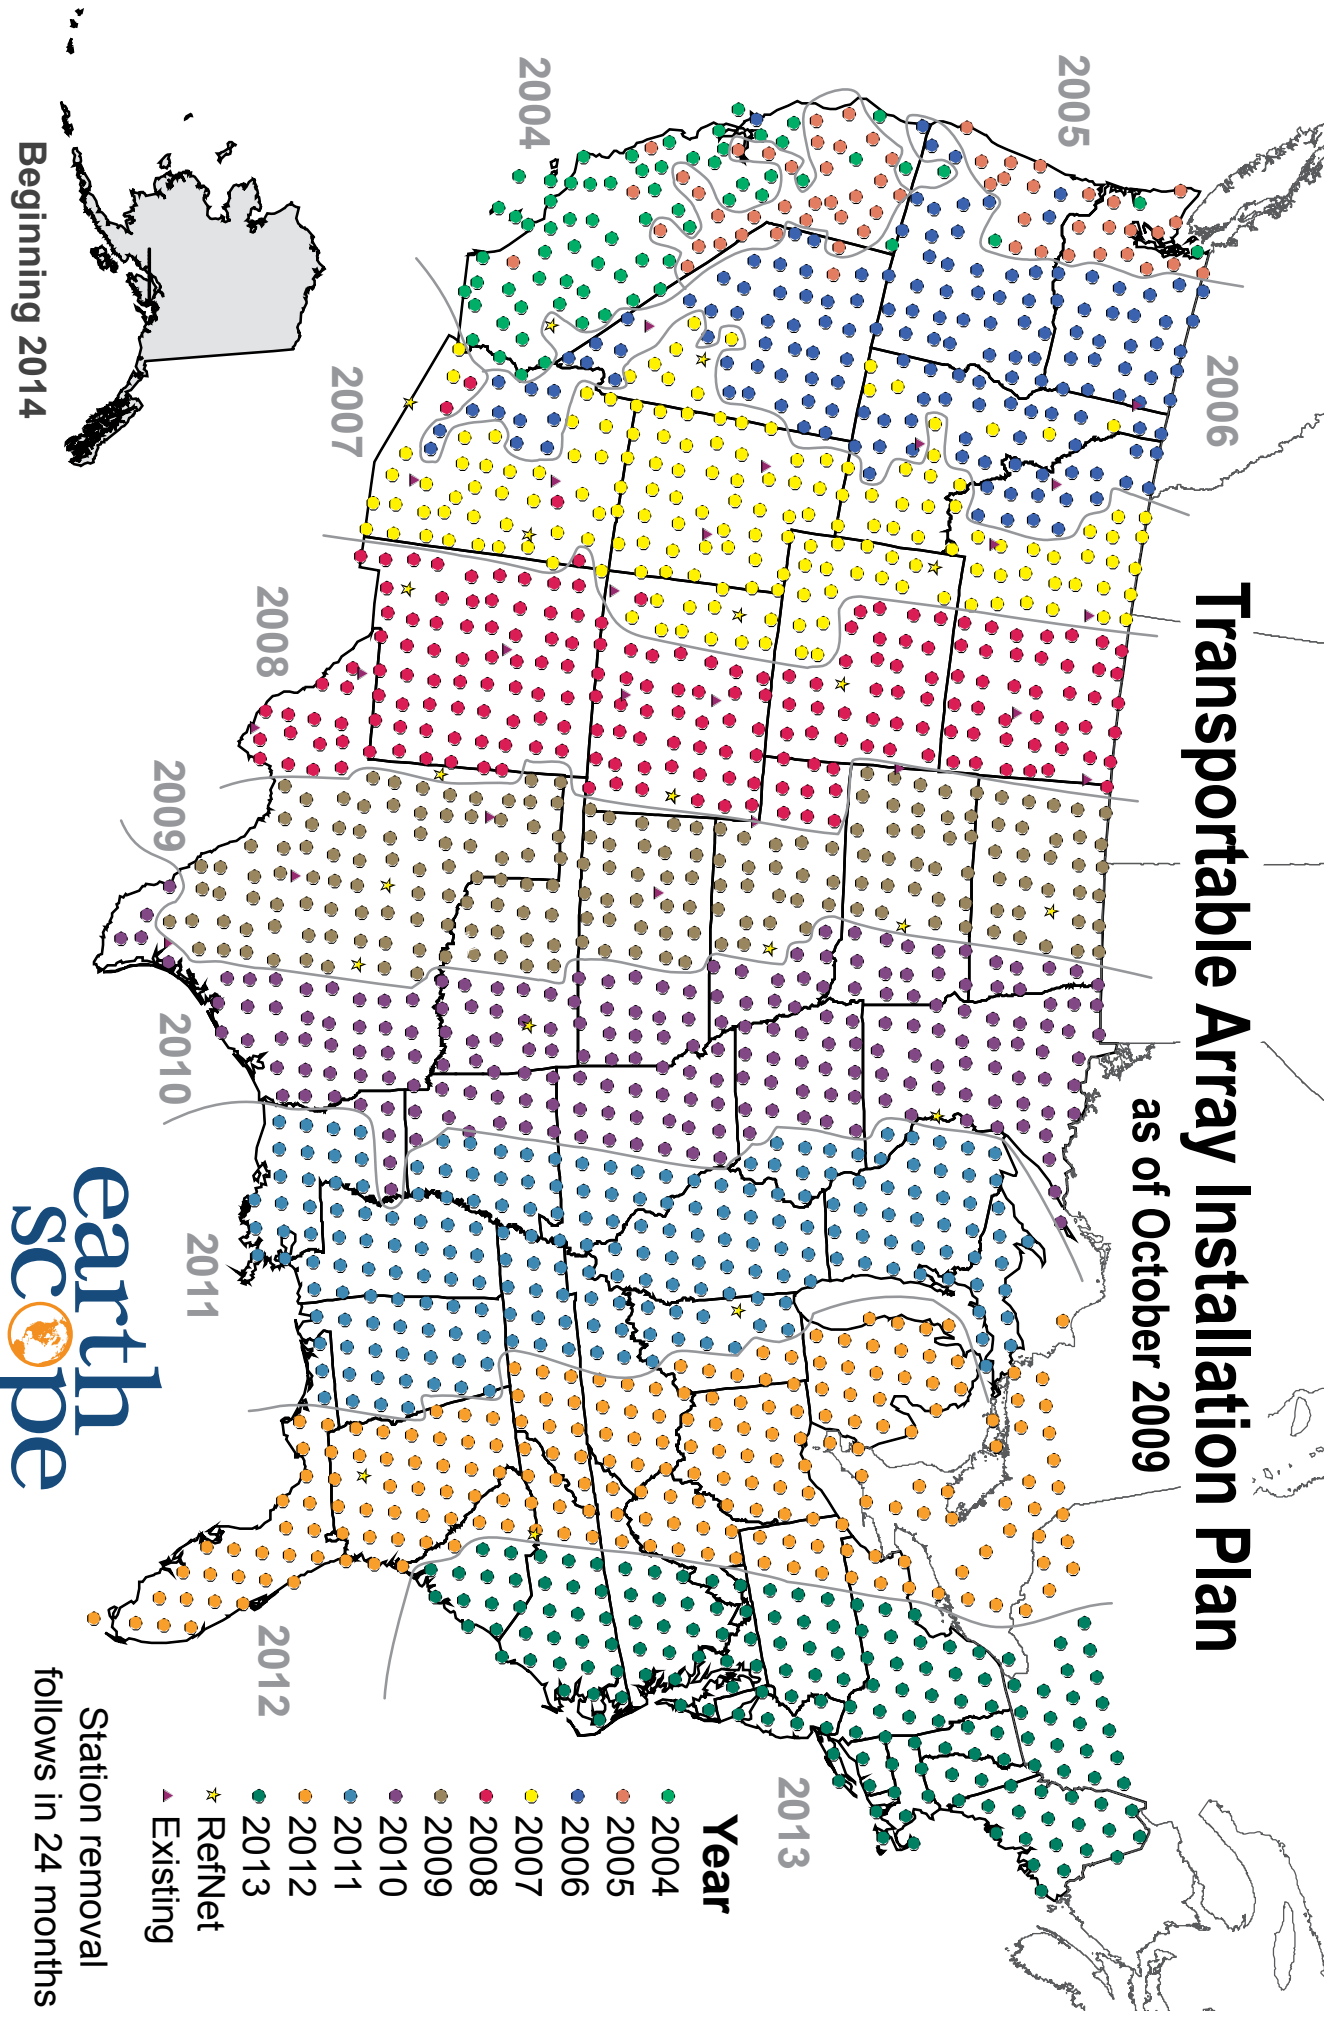 Transportable Array Installation Plan
as of October 2009
2004
2005
2006
2007
2008
2009
2010
2011
2012
2013
Beginning 2014
earth
scope
Year
2004
2005
2006
2007
2008
2009
2010
2011
2012
2013
RefNet
Existing
Station removal
follows in 24 months